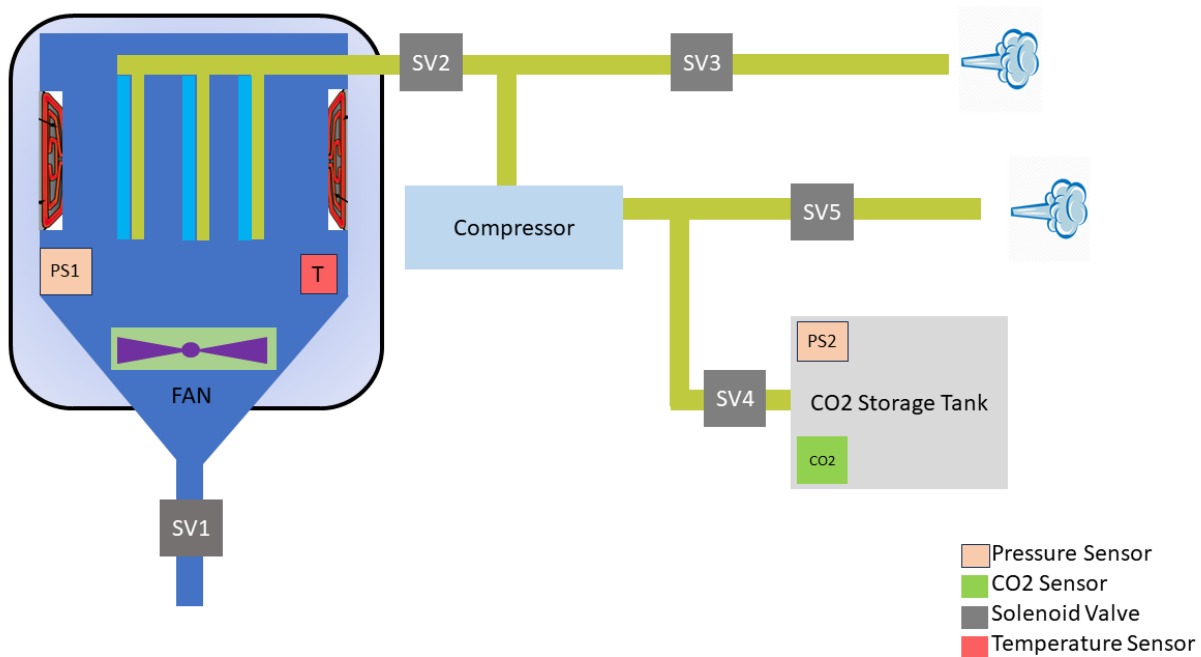 SV2
SV3
Compressor
SV5
PS1
T
PS2
FAN
SV4
CO2 Storage Tank
CO2
SV1
Pressure Sensor
CO2 Sensor
Solenoid Valve
Temperature Sensor